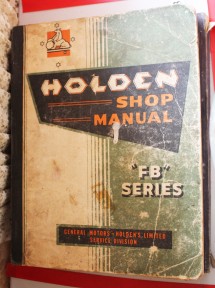 HOLDEN
SHOP
MANUAL
"FB"
SERIES
GENERAL MOTORS - HOLDEN'S LIMITED
SERVICE DIVISION